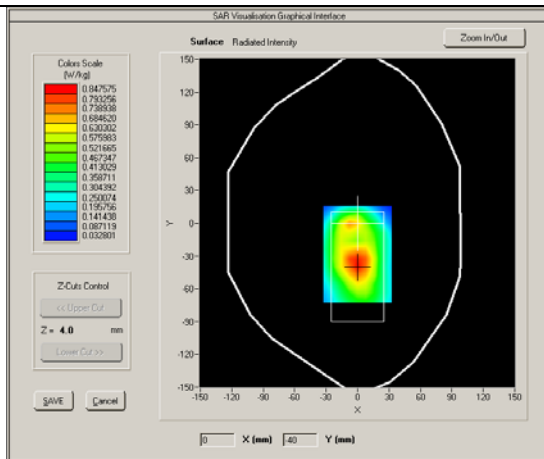 SAR Visualisation Graphical Interface
Surface Radiated Intensity
Zoom In/Out
Colors Scale
(W/kg)
0.847575
0.793256
0.738938
0.684620
0.630302
0.575983
0.521665
0.467347
0.413029
0.358711
0.304392
0.250074
0.195756
0.141438
0.087119
0.032801
Z-Cuts Control
<< Upper Cut
Z = 4.0 mm
Lower Cut >>
SAVE Cancel
150
120
90
60
30
0
-30
-60
-90
-120
-150
Y
-150 -120 -90 -60 -30 0 30 60 90 120 150
X
0 X (mm) -40 Y (mm)